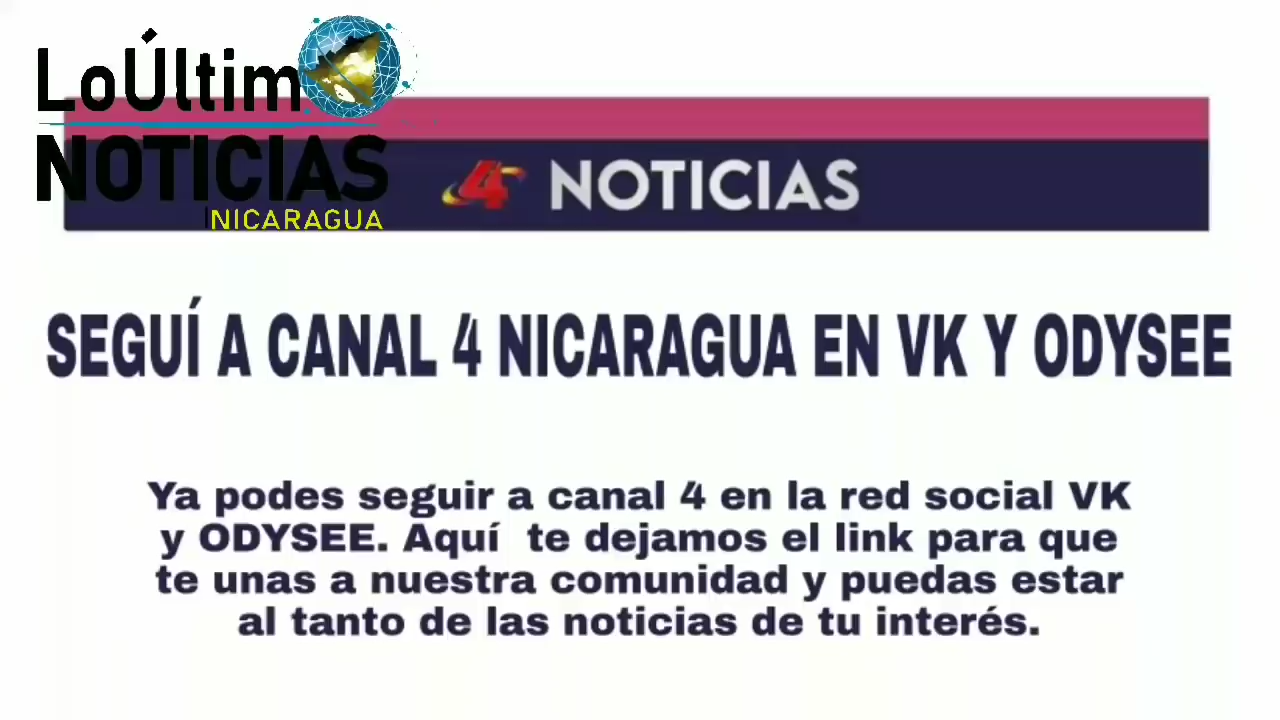 LoÚltimo
NOTICIAS
NICARAGUA
4 NOTICIAS
SEGUÍ A CANAL 4 NICARAGUA EN VK Y ODYSEE
Ya podes seguir a canal 4 en la red social VK
y ODYSEE. Aquí te dejamos el link para que
te unas a nuestra comunidad y puedas estar
al tanto de las noticias de tu interés.